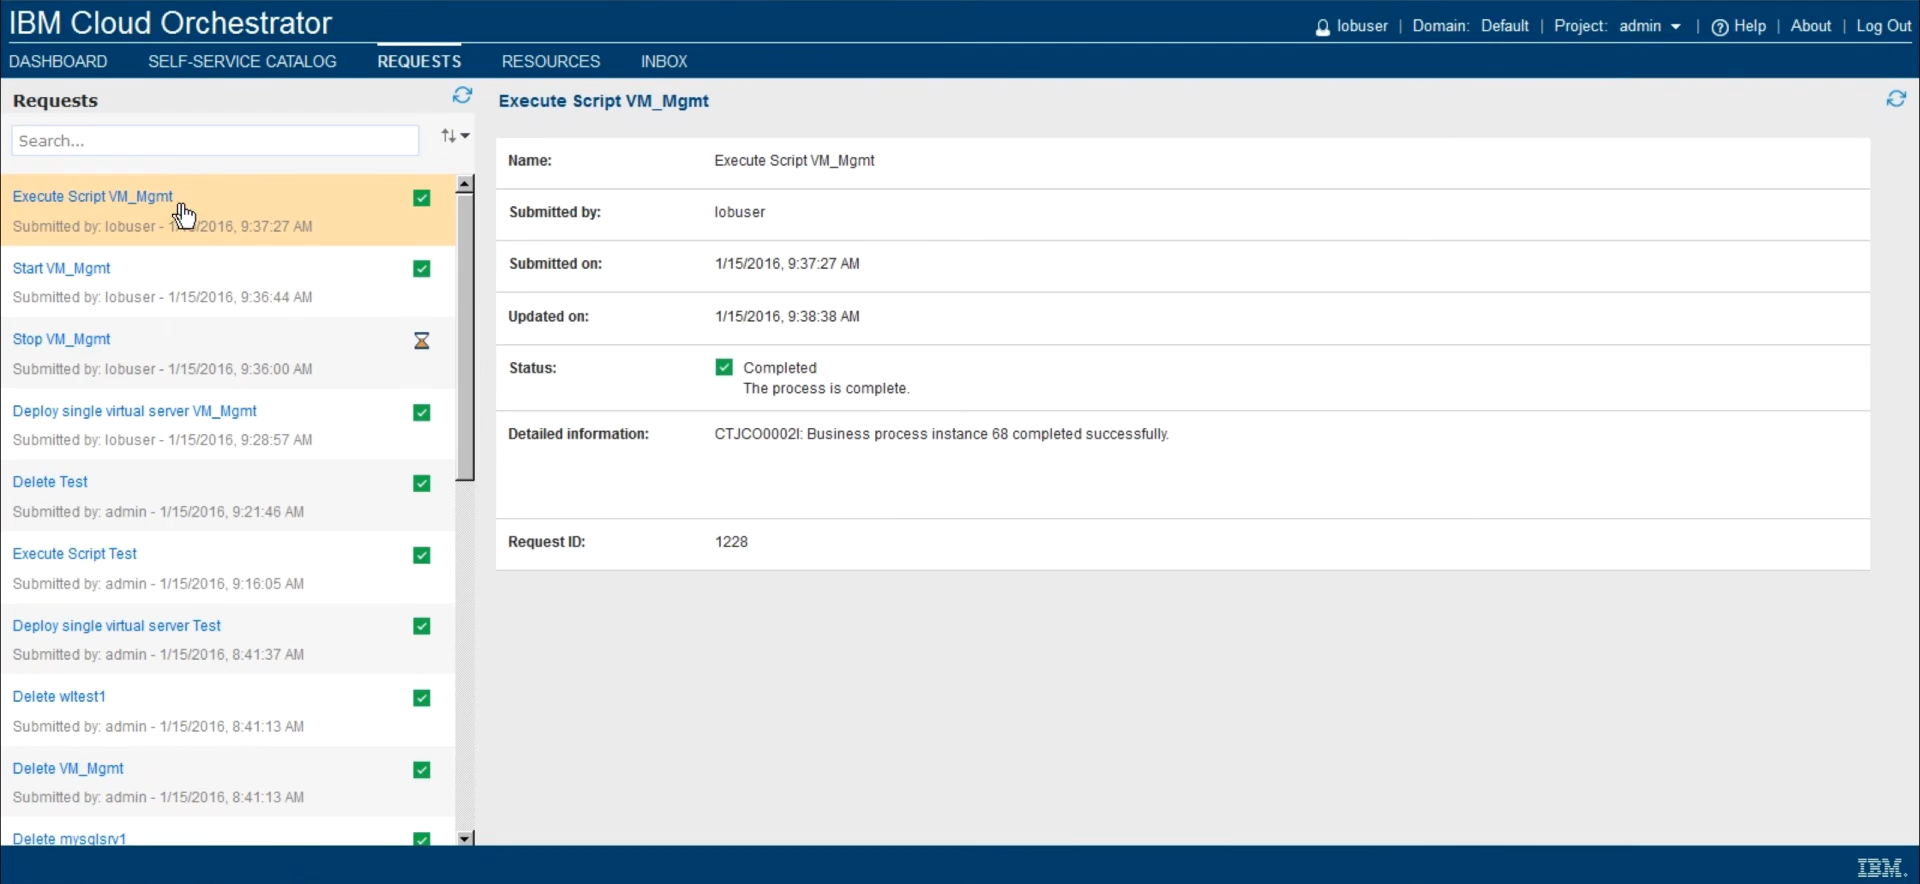 IBM Cloud Orchestrator
lobuser | Domain: Default | Project: admin | Help | About | Log Out
DASHBOARD SELF-SERVICE CATALOG REQUESTS RESOURCES INBOX
Requests
Search...
Execute Script VM_Mgmt
Submitted by: lobuser - 1/15/2016, 9:37:27 AM
Start VM_Mgmt
Submitted by: lobuser - 1/15/2016, 9:36:44 AM
Stop VM_Mgmt
Submitted by: lobuser - 1/15/2016, 9:36:00 AM
Deploy single virtual server VM_Mgmt
Submitted by: lobuser - 1/15/2016, 9:28:57 AM
Delete Test
Submitted by: admin - 1/15/2016, 9:21:46 AM
Execute Script Test
Submitted by: admin - 1/15/2016, 9:16:05 AM
Deploy single virtual server Test
Submitted by: admin - 1/15/2016, 8:41:37 AM
Delete wltest1
Submitted by: admin - 1/15/2016, 8:41:13 AM
Delete VM_Mgmt
Submitted by: admin - 1/15/2016, 8:41:13 AM
Delete mysqlsrv1
Execute Script VM_Mgmt
Name: Execute Script VM_Mgmt
Submitted by: lobuser
Submitted on: 1/15/2016, 9:37:27 AM
Updated on: 1/15/2016, 9:38:38 AM
Status: Completed
The process is complete.
Detailed information: CTJCO0002I: Business process instance 68 completed successfully.
Request ID: 1228
IBM.